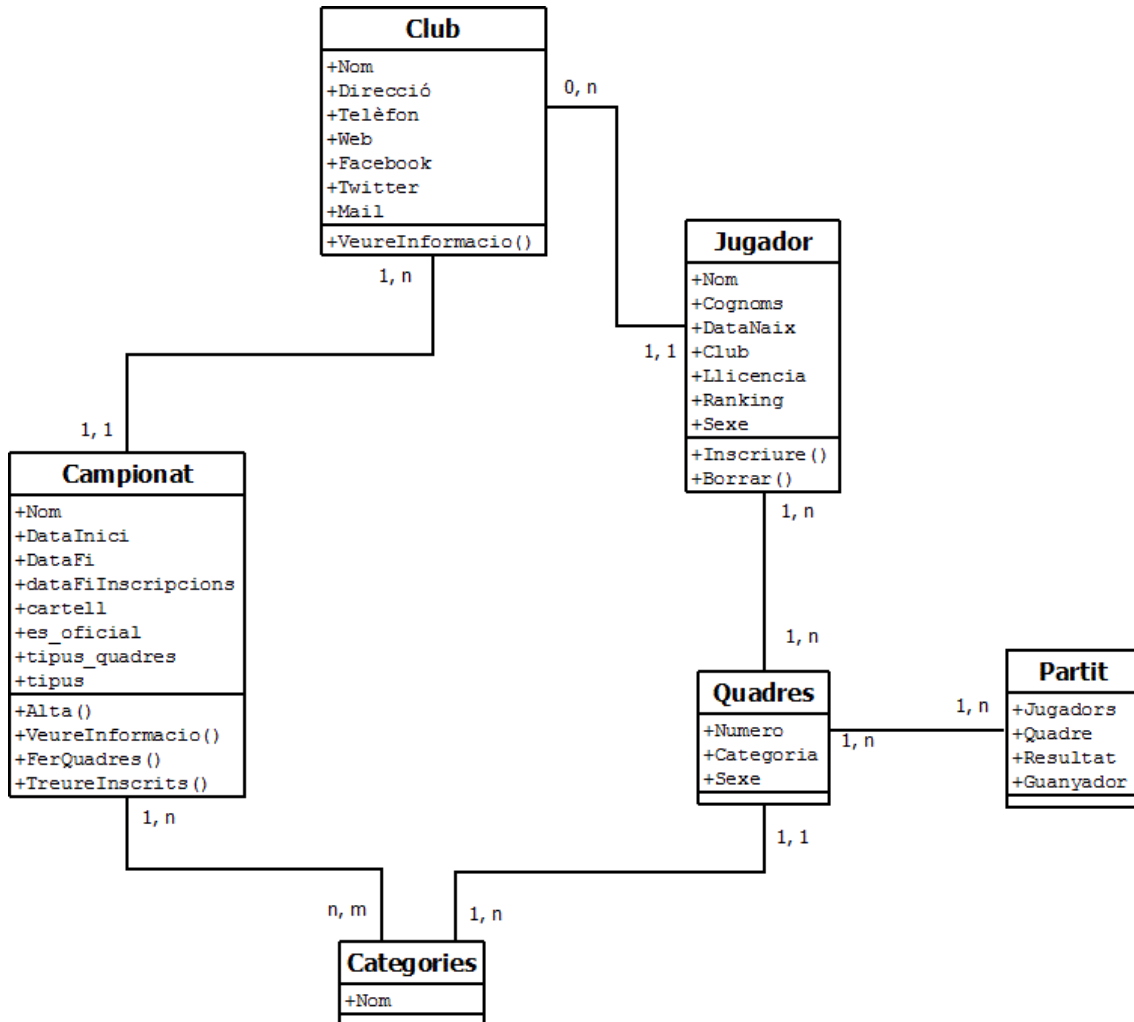 Club
+Nom
+Direcció
+Telèfon
+Web
+Facebook
+Twitter
+Mail
+VeureInformacio()
0, n
1, n
Jugador
+Nom
+Cognoms
+DataNaix
+Club
+Llicencia
+Ranking
+Sexe
+Inscriure()
+Borrar()
1, 1
1, n
1, 1
Campionat
+Nom
+DataInici
+DataFi
+dataFiInscripcions
+cartell
+es_oficial
+tipus_quadres
+tipus
+Alta()
+VeureInformacio()
+FerQuadres()
+TreureInscrits()
1, n
1, n
Quadres
+Numero
+Categoria
+Sexe
1, n
1, n
Partit
+Jugadors
+Quadre
+Resultat
+Guanyador
1, 1
n, m
1, n
Categories
+Nom